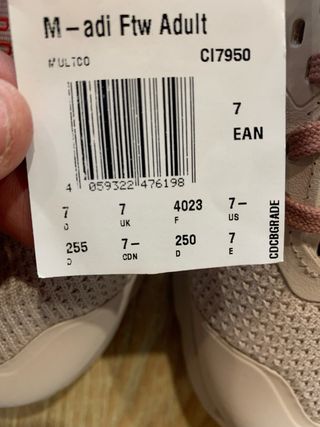 M-adi Ftw Adult
MULTCO CI7950
7
EAN
4 059322 476198
7 7 4023 7-
UK F US
255 7- 250 7
CDN D E
CDCBGRADE